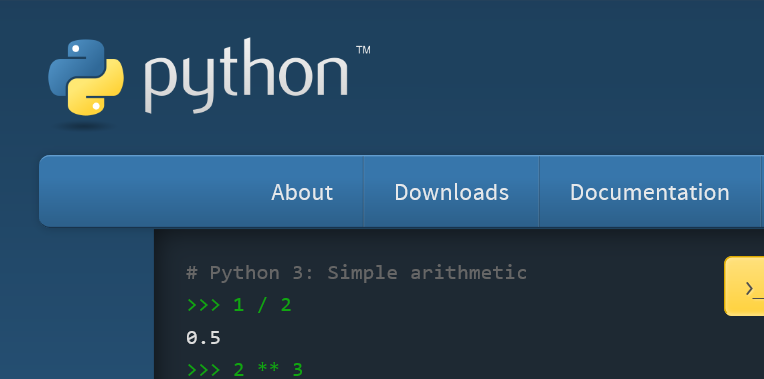 python™
About Downloads Documentation
# Python 3: Simple arithmetic
>>> 1 / 2
0.5
>>> 2 ** 3
>_